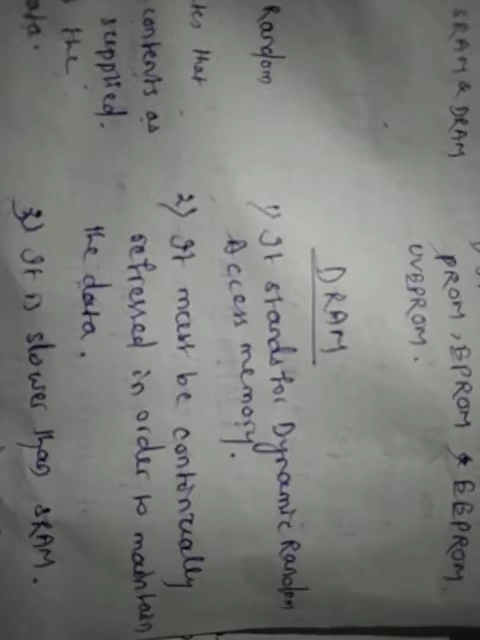 SRAM & DRAM
PROM, EPROM & EEPROM
UVEPROM.
Random
tes that
contents as
supplied.
the
ata.
DRAM
1) It stands for Dynamic Random
Access memory.
2) It must be continually
refressed in order to maintain
the data.
3) It is slower than SRAM.